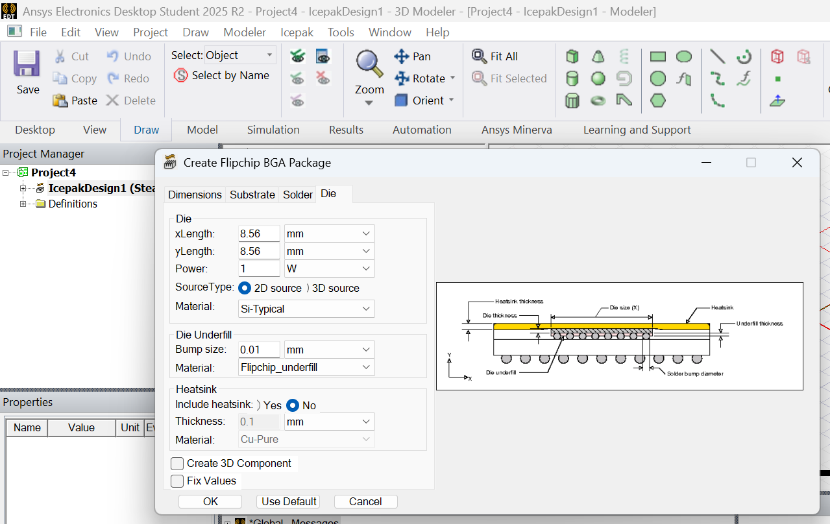 Ansys Electronics Desktop Student 2025 R2 - Project4 - IcepakDesign1 - 3D Modeler - [Project4 - IcepakDesign1 - Modeler]
File Edit View Project Draw Modeler Icepak Tools Window Help
Save
Cut
Copy
Paste
Undo
Redo
Delete
Select: Object
Select by Name
Zoom
Pan
Rotate
Orient
Fit All
Fit Selected
Desktop View Draw Model Simulation Results Automation Ansys Minerva Learning and Support
Project Manager
Project4
IcepakDesign1 (Stea
Definitions
Properties
Name Value Unit Ev
Create Flipchip BGA Package
Dimensions Substrate Solder Die
Die
xLength: 8.56 mm
yLength: 8.56 mm
Power: 1 W
SourceType: 2D source 3D source
Material: Si-Typical
Die Underfill
Bump size: 0.01 mm
Material: Flipchip_underfill
Heatsink
Include heatsink: Yes No
Thickness: 0.1 mm
Material: Cu-Pure
Create 3D Component
Fix Values
OK Use Default Cancel
Heatsink thickness
Die size (X)
Heatsink
Die thickness
Underfill thickness
Y
X
Die underfill
Solder bump diameter